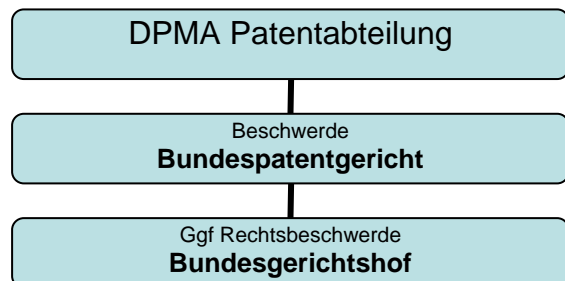 DPMA Patentabteilung
Beschwerde
Bundespatentgericht
Ggf Rechtsbeschwerde
Bundesgerichtshof